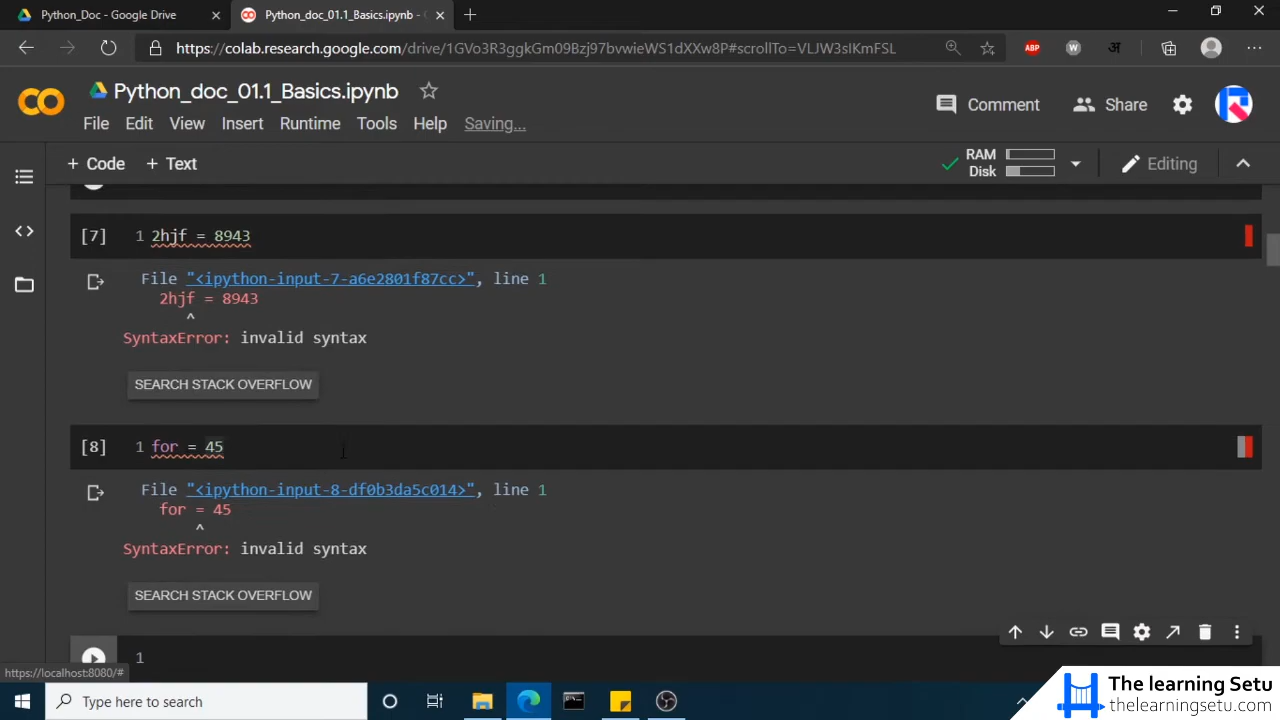 Python_Doc - Google Drive
Python_doc_01.1_Basics.ipynb -
https://colab.research.google.com/drive/1GVo3R3ggkGm09Bzj97bvwieWS1dXXw8P#scrollTo=VLJW3slKmFSL
ABP
W
अ
Python_doc_01.1_Basics.ipynb
Comment
Share
File Edit View Insert Runtime Tools Help Saving...
+ Code + Text
RAM
Disk
Editing
[7] 1 2hjf = 8943
File "<ipython-input-7-a6e2801f87cc>", line 1
2hjf = 8943
^
SyntaxError: invalid syntax
SEARCH STACK OVERFLOW
[8] 1 for = 45
File "<ipython-input-8-df0b3da5c014>", line 1
for = 45
^
SyntaxError: invalid syntax
SEARCH STACK OVERFLOW
1
https://localhost:8080/#
Type here to search
The learning Setu
thelearningsetu.com